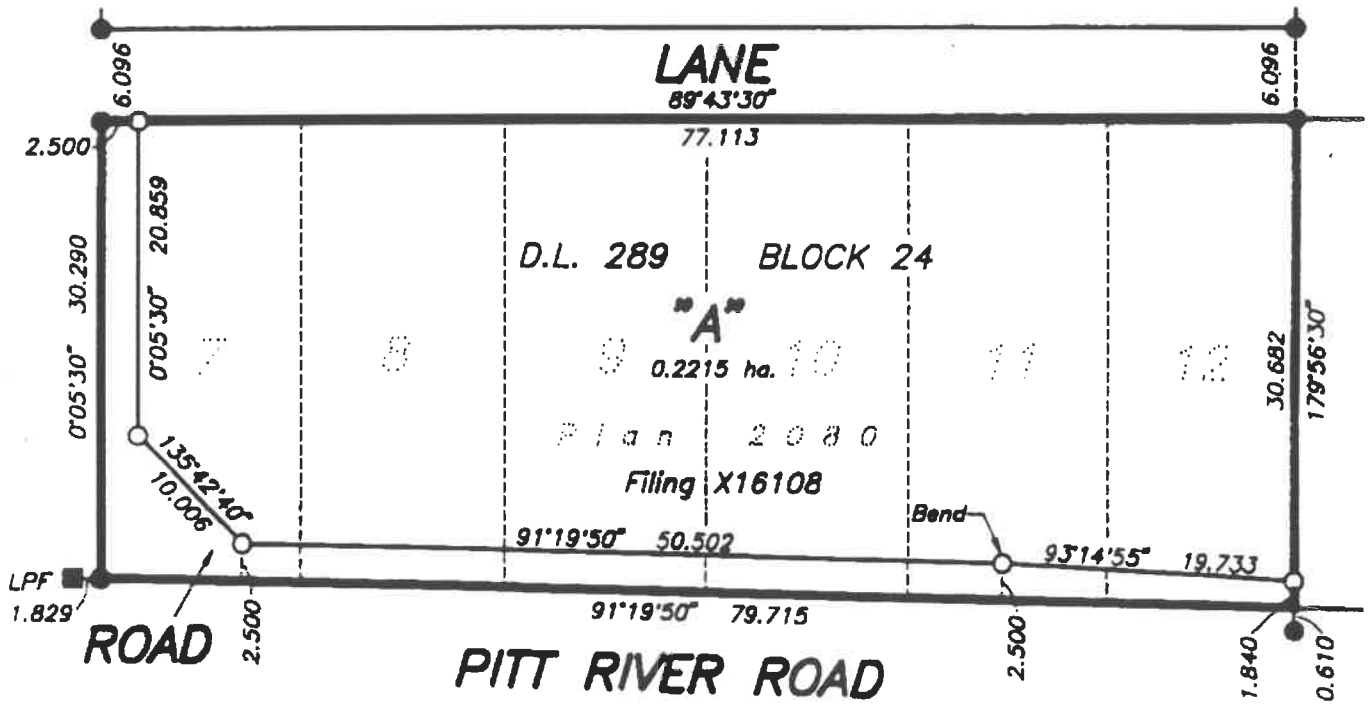 6.096
LANE
6.096
89°43'30"
77.113
2.500
0°05'30" 20.859
0°05'30" 30.290
D.L. 289 BLOCK 24
"A"
7 8 9 10 11 12
0.2215 ha.
30.682
179°56'30"
Plan 2080
Filing X16108
135°42'40"
10.006
Bend
91°19'50" 50.502
93°14'55" 19.733
LPF
1.829
91°19'50" 79.715
ROAD
2.500
PITT RIVER ROAD
2.500
1.840
0.610